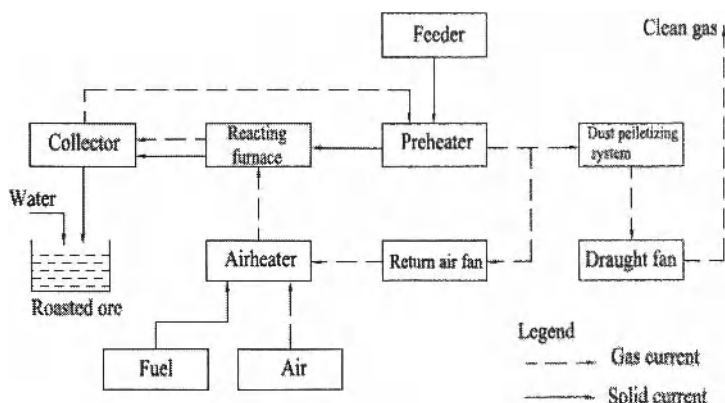 Feeder
Clean gas
Collector
Reacting
furnace
Preheater
Dust pelletizing
system
Water
Airheater
Return air fan
Draught fan
Roasted ore
Legend
Fuel
Air
Gas current
Solid current